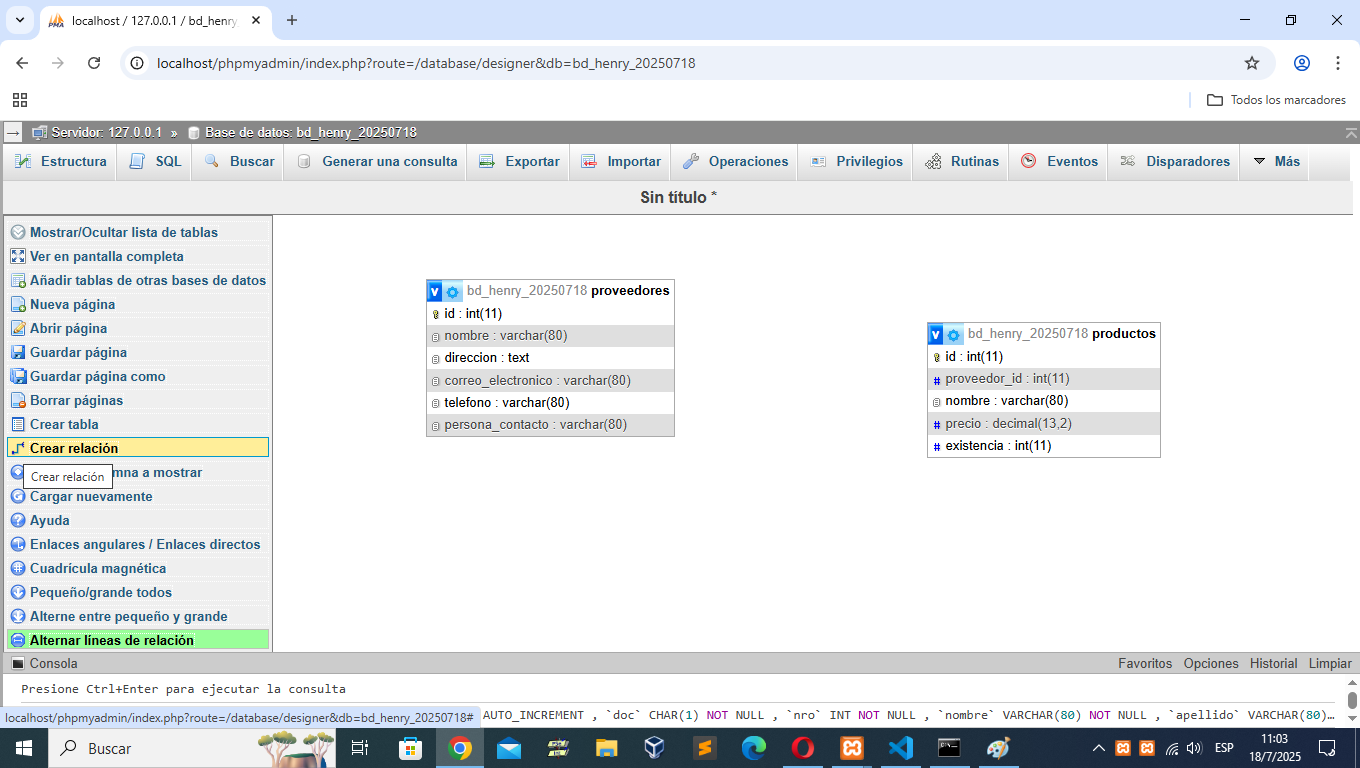 localhost / 127.0.0.1 / bd_henry
localhost/phpmyadmin/index.php?route=/database/designer&db=bd_henry_20250718
Todos los marcadores
Servidor: 127.0.0.1 » Base de datos: bd_henry_20250718
Estructura SQL Buscar Generar una consulta Exportar Importar Operaciones Privilegios Rutinas Eventos Disparadores Más
Sin título *
Mostrar/Ocultar lista de tablas
Ver en pantalla completa
Añadir tablas de otras bases de datos
Nueva página
Abrir página
Guardar página
Guardar página como
Borrar páginas
Crear tabla
Crear relación
mna a mostrar
Crear relación
Cargar nuevamente
Ayuda
Enlaces angulares / Enlaces directos
Cuadrícula magnética
Pequeño/grande todos
Alterne entre pequeño y grande
Alternar líneas de relación
v bd_henry_20250718 proveedores
id : int(11)
nombre : varchar(80)
direccion : text
correo_electronico : varchar(80)
telefono : varchar(80)
persona_contacto : varchar(80)
v bd_henry_20250718 productos
id : int(11)
# proveedor_id : int(11)
nombre : varchar(80)
# precio : decimal(13,2)
# existencia : int(11)
Consola Favoritos Opciones Historial Limpiar
Presione Ctrl+Enter para ejecutar la consulta
localhost/phpmyadmin/index.php?route=/database/designer&db=bd_henry_20250718# AUTO_INCREMENT , `doc` CHAR(1) NOT NULL , `nro` INT NOT NULL , `nombre` VARCHAR(80) NOT NULL , `apellido` VARCHAR(80)…
Buscar ESP 11:03
18/7/2025